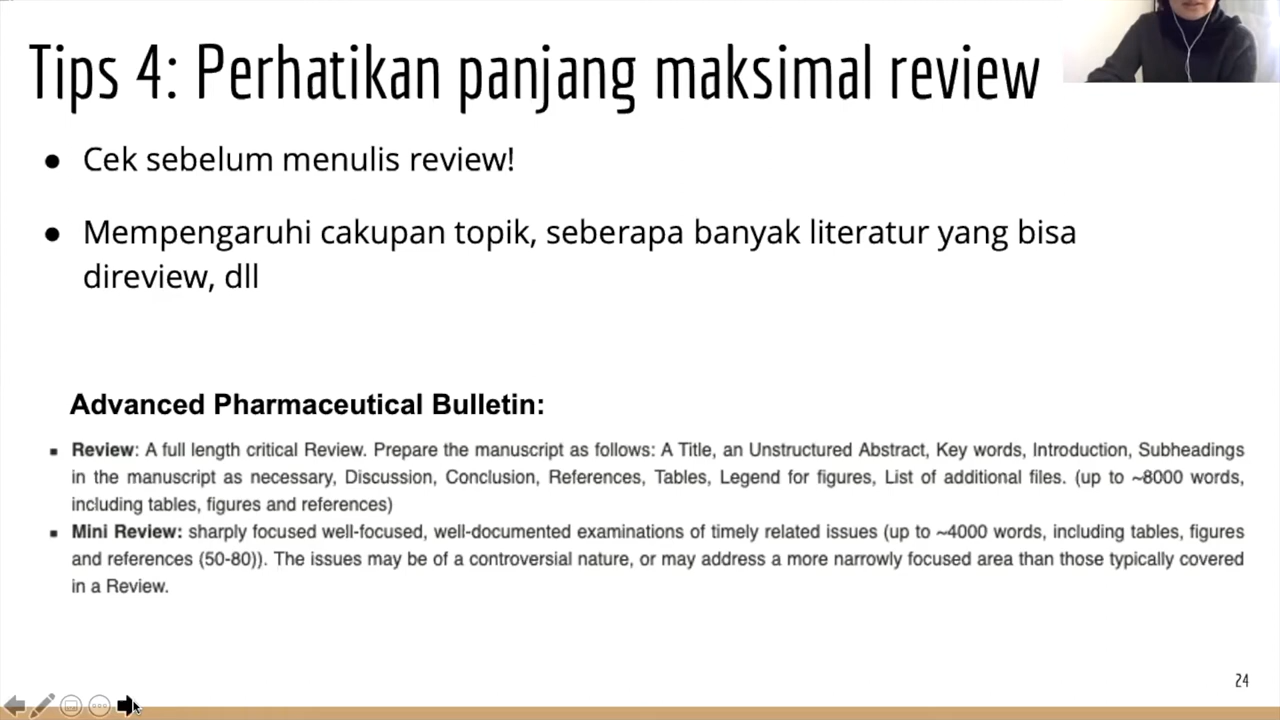 Tips 4: Perhatikan panjang maksimal review
● Cek sebelum menulis review!
● Mempengaruhi cakupan topik, seberapa banyak literatur yang bisa
direview, dll
Advanced Pharmaceutical Bulletin:
▪ Review: A full length critical Review. Prepare the manuscript as follows: A Title, an Unstructured Abstract, Key words, Introduction, Subheadings
in the manuscript as necessary, Discussion, Conclusion, References, Tables, Legend for figures, List of additional files. (up to ~8000 words,
including tables, figures and references)
▪ Mini Review: sharply focused well-focused, well-documented examinations of timely related issues (up to ~4000 words, including tables, figures
and references (50-80)). The issues may be of a controversial nature, or may address a more narrowly focused area than those typically covered
in a Review.
24